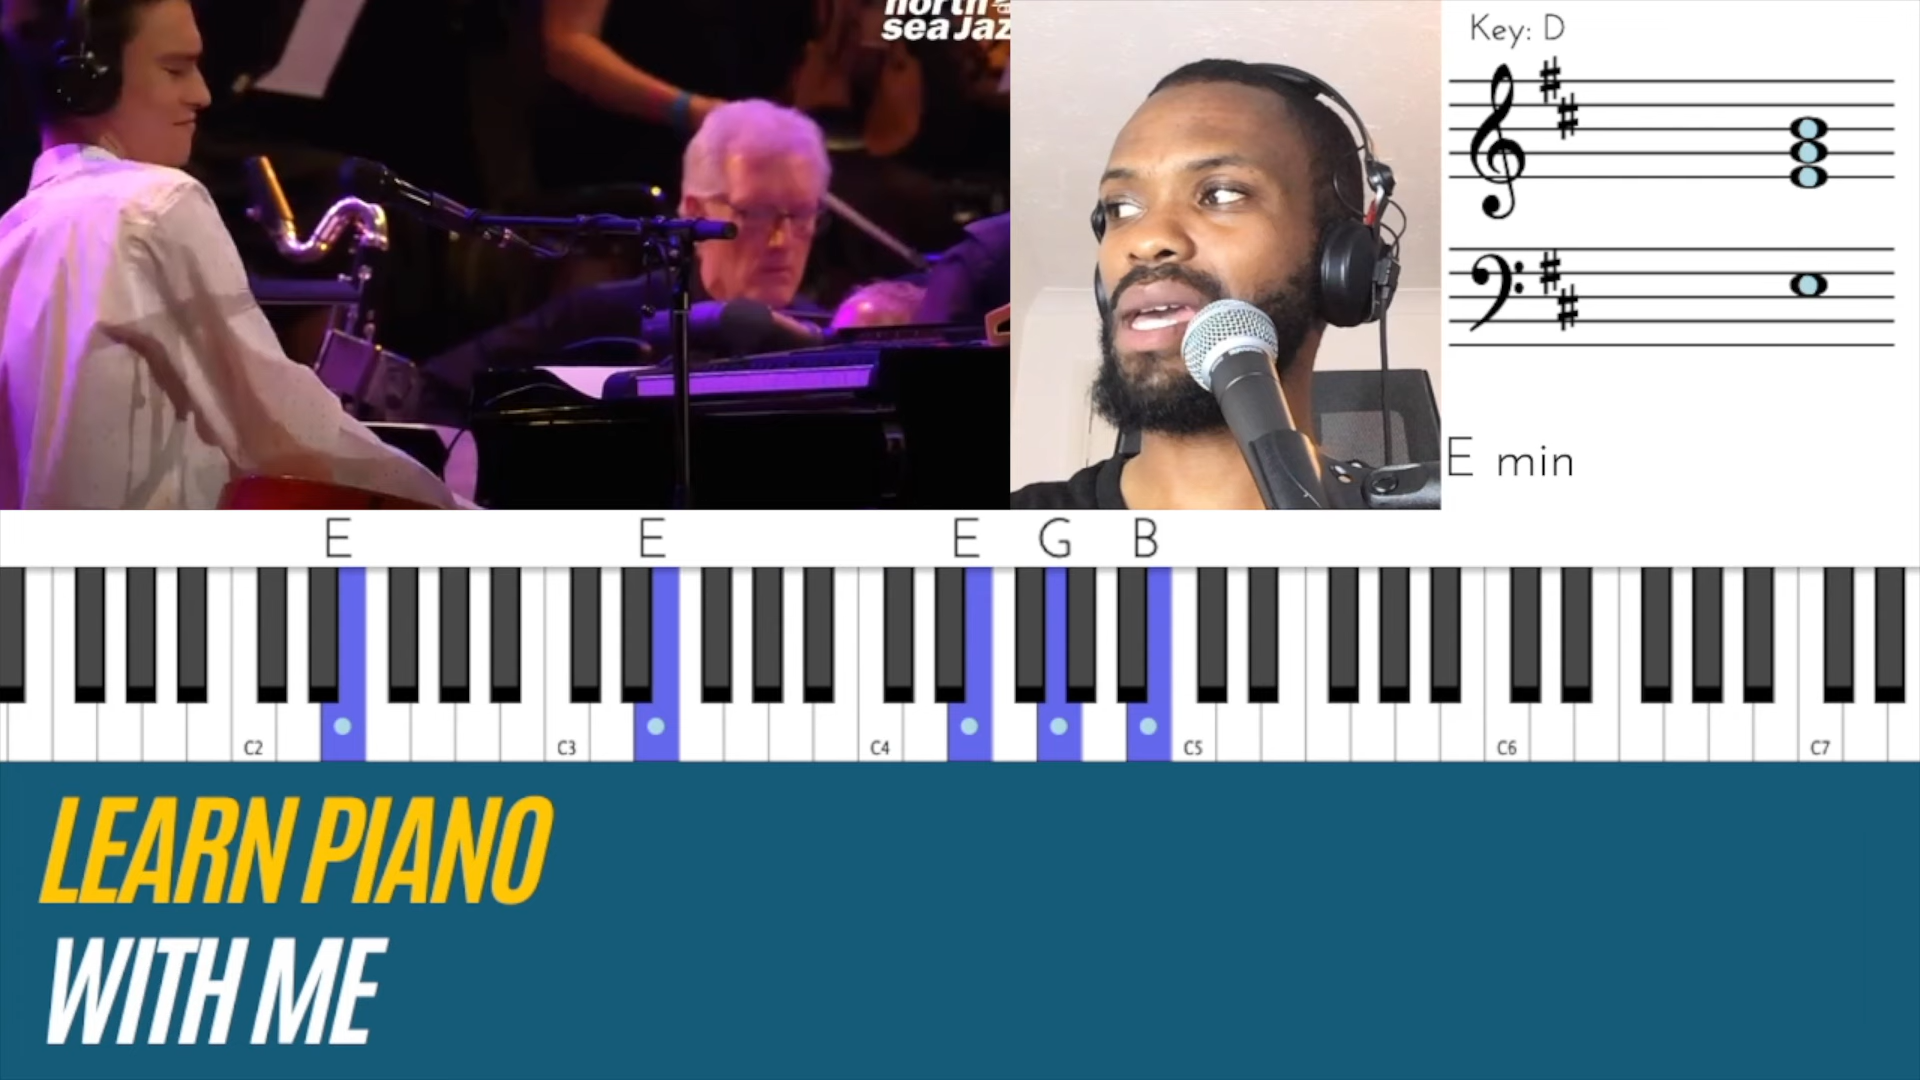 north
sea Jaz
Key: D
E min
E E E G B
C2 C3 C4 C5 C6 C7
LEARN PIANO
WITH ME